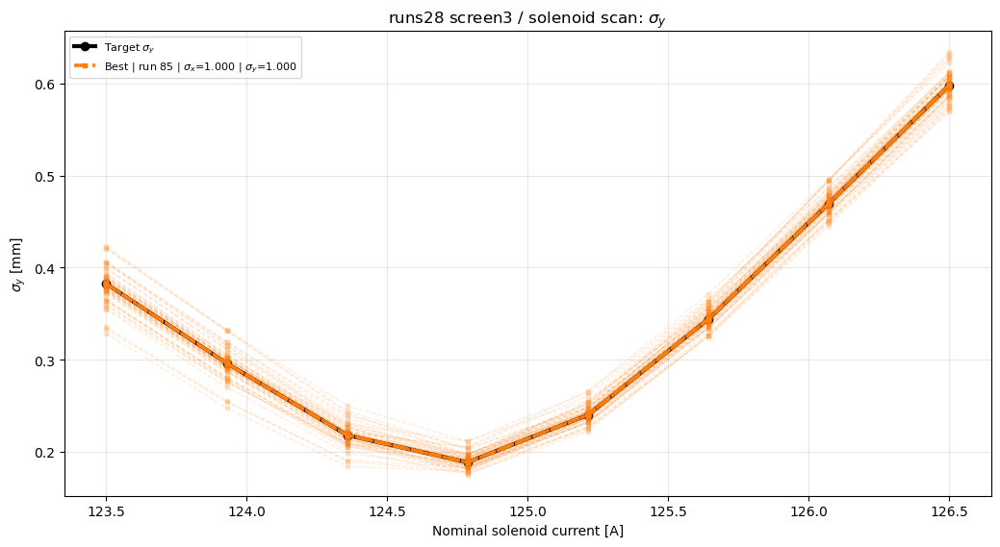 runs28 screen3 / solenoid scan: σy
Target σy
Best | run 85 | σx=1.000 | σy=1.000
0.6
0.5
0.4
0.3
0.2
σy [mm]
123.5 124.0 124.5 125.0 125.5 126.0 126.5
Nominal solenoid current [A]